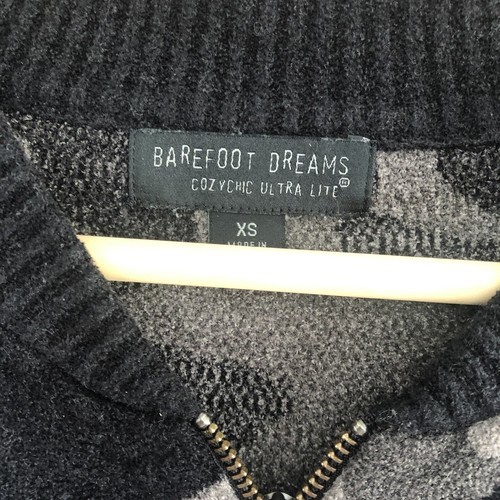 BAREFOOT DREAMS
COZYCHIC ULTRA LITE®
XS
MADE IN